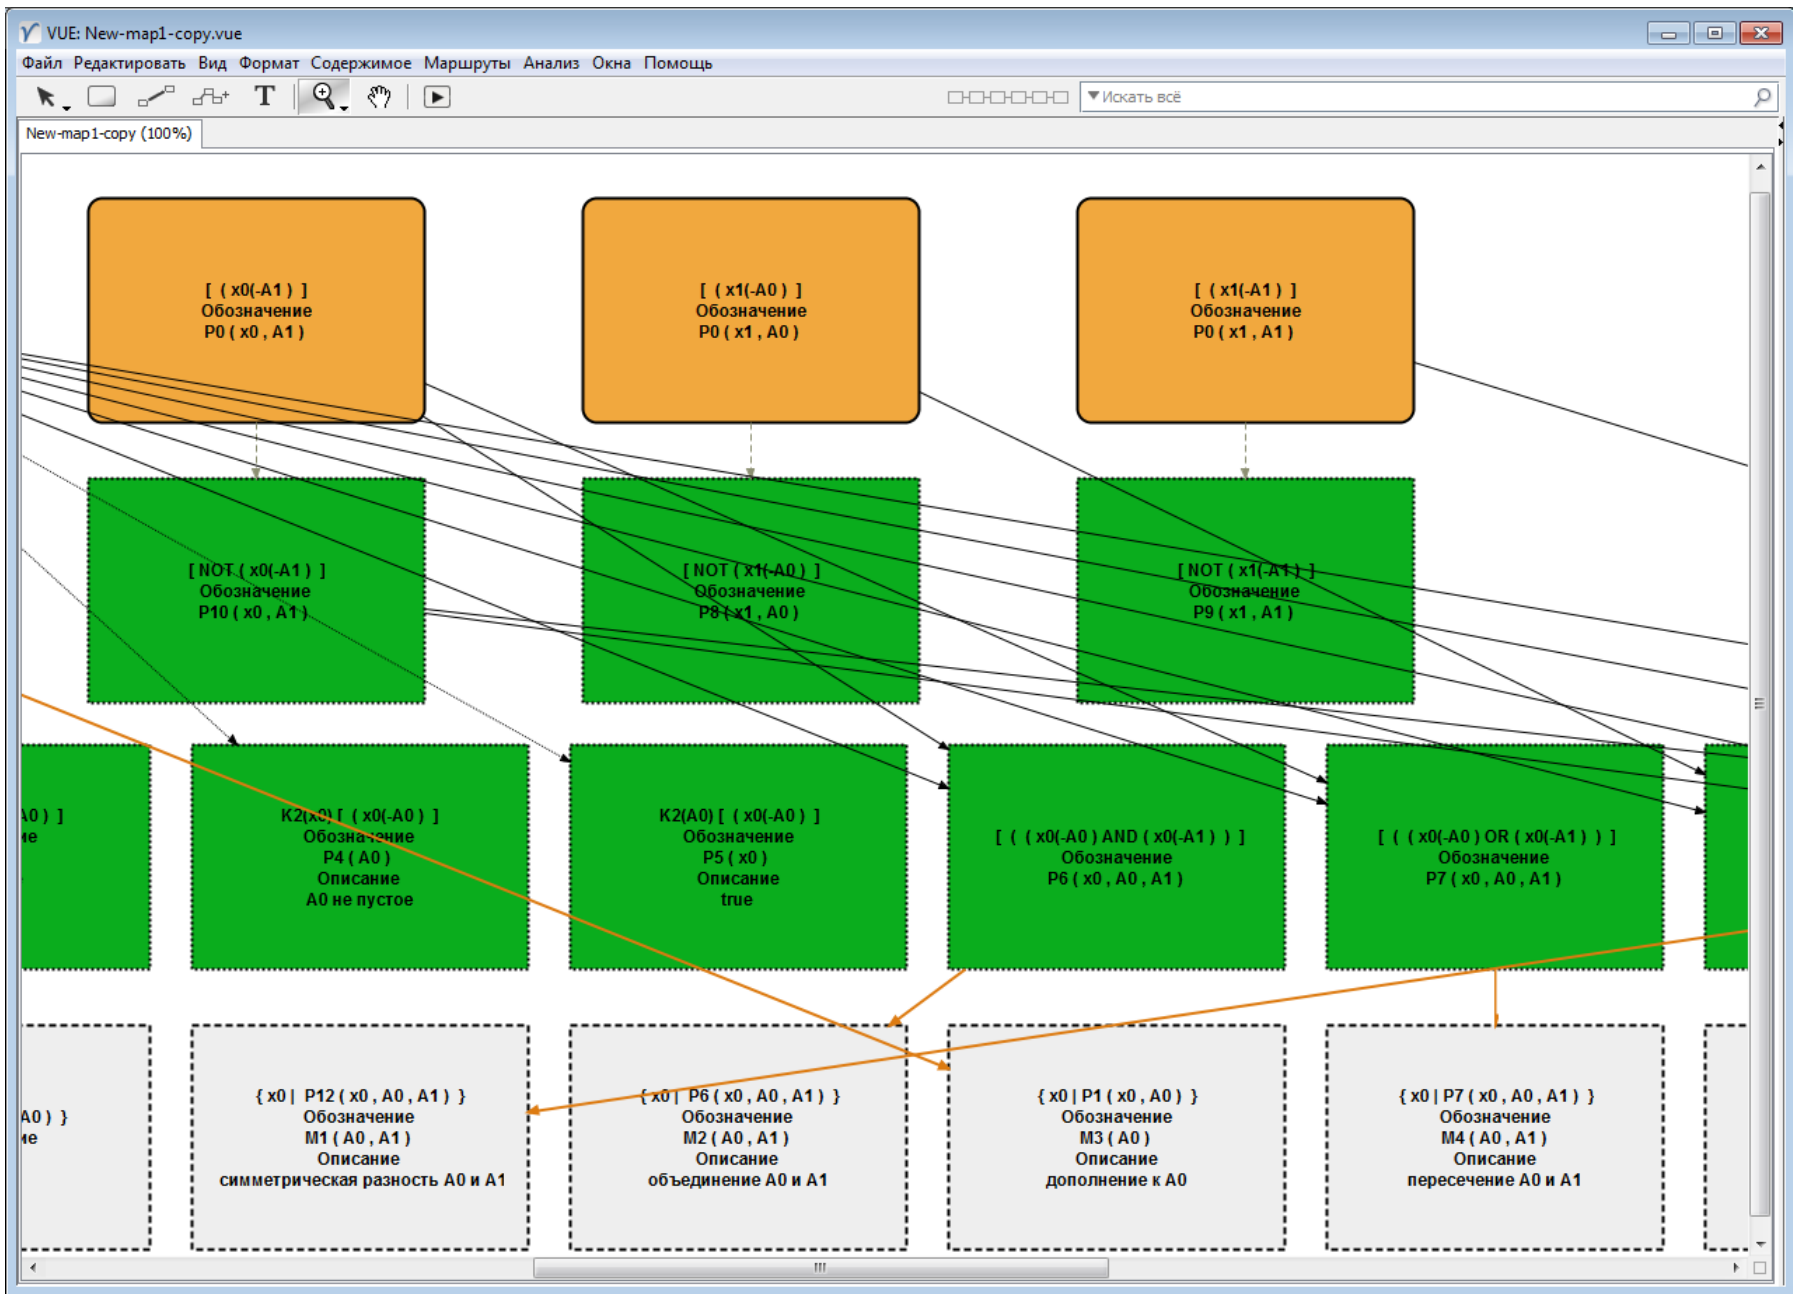 VUE: New-map1-copy.vue
Файл Редактировать Вид Формат Содержимое Маршруты Анализ Окна Помощь
T
Искать всё
New-map1-copy (100%)
[ ( x0(-A1 ) ]
Обозначение
P0 ( x0 , A1 )
[ ( x1(-A0 ) ]
Обозначение
P0 ( x1 , A0 )
[ ( x1(-A1 ) ]
Обозначение
P0 ( x1 , A1 )
[ NOT ( x0(-A1 ) ]
Обозначение
P10 ( x0 , A1 )
[ NOT ( x1(-A0 ) ]
Обозначение
P8 ( x1 , A0 )
[ NOT ( x1(-A1 ) ]
Обозначение
P9 ( x1 , A1 )
A0 ) ]
ие
K2(x0) [ ( x0(-A0 ) ]
Обозначение
P4 ( A0 )
Описание
A0 не пустое
K2(A0) [ ( x0(-A0 ) ]
Обозначение
P5 ( x0 )
Описание
true
[ ( ( x0(-A0 ) AND ( x0(-A1 ) ) ]
Обозначение
P6 ( x0 , A0 , A1 )
[ ( ( x0(-A0 ) OR ( x0(-A1 ) ) ]
Обозначение
P7 ( x0 , A0 , A1 )
A0 ) }
ие
{ x0 | P12 ( x0 , A0 , A1 ) }
Обозначение
M1 ( A0 , A1 )
Описание
симметрическая разность A0 и A1
{ x0 | P6 ( x0 , A0 , A1 ) }
Обозначение
M2 ( A0 , A1 )
Описание
объединение A0 и A1
{ x0 | P1 ( x0 , A0 ) }
Обозначение
M3 ( A0 )
Описание
дополнение к A0
{ x0 | P7 ( x0 , A0 , A1 ) }
Обозначение
M4 ( A0 , A1 )
Описание
пересечение A0 и A1